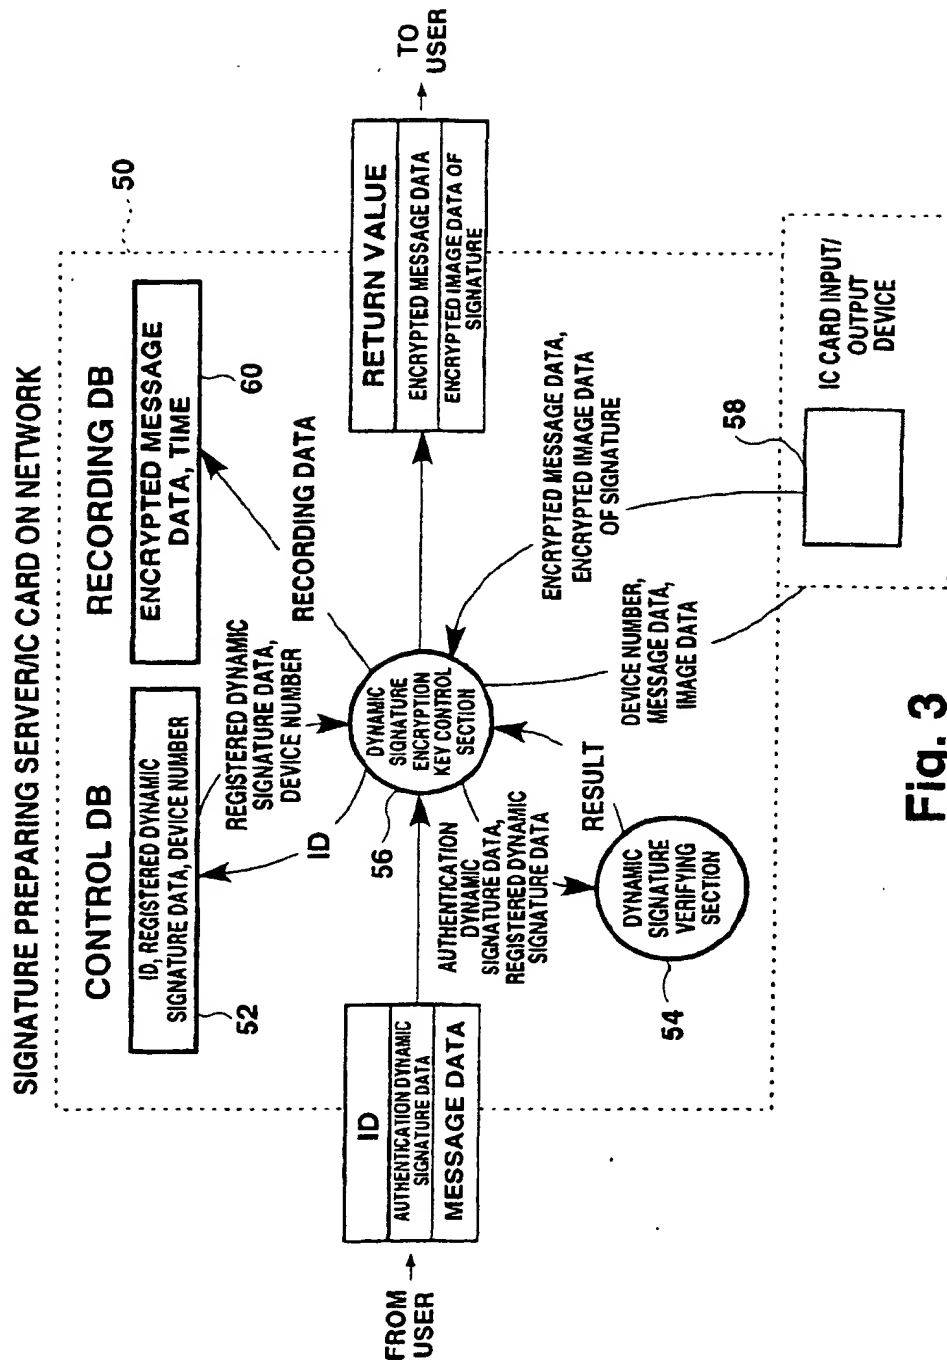 SIGNATURE PREPARING SERVER/IC CARD ON NETWORK
50
CONTROL DB
RECORDING DB
ID, REGISTERED DYNAMIC
SIGNATURE DATA, DEVICE NUMBER
52
ENCRYPTED MESSAGE
DATA, TIME
60
REGISTERED DYNAMIC
SIGNATURE DATA,
DEVICE NUMBER
ID
RECORDING DATA
FROM
USER
ID
AUTHENTICATION DYNAMIC
SIGNATURE DATA
MESSAGE DATA
56
DYNAMIC
SIGNATURE
ENCRYPTION
KEY CONTROL
SECTION
RETURN VALUE
ENCRYPTED MESSAGE DATA
ENCRYPTED IMAGE DATA OF
SIGNATURE
TO
USER
AUTHENTICATION
DYNAMIC
SIGNATURE DATA,
REGISTERED DYNAMIC
SIGNATURE DATA
RESULT
DYNAMIC
SIGNATURE
VERIFYING
SECTION
54
ENCRYPTED MESSAGE DATA,
ENCRYPTED IMAGE DATA
OF SIGNATURE
DEVICE NUMBER,
MESSAGE DATA,
IMAGE DATA
58
IC CARD INPUT/
OUTPUT
DEVICE
Fig. 3